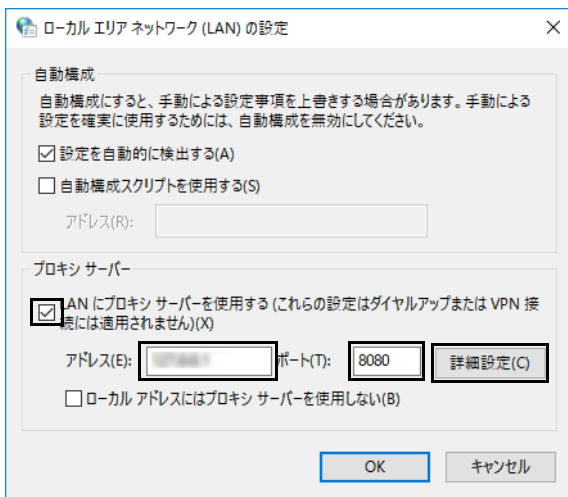 ローカル エリア ネットワーク (LAN) の設定
自動構成
自動構成にすると、手動による設定事項を上書きする場合があります。手動による
設定を確実に使用するためには、自動構成を無効にしてください。
設定を自動的に検出する(A)
自動構成スクリプトを使用する(S)
アドレス(R):
プロキシ サーバー
LAN にプロキシ サーバーを使用する (これらの設定はダイヤルアップまたは VPN 接
続には適用されません)(X)
アドレス(E): ポート(T): 8080 詳細設定(C)
ローカル アドレスにはプロキシ サーバーを使用しない(B)
OK キャンセル